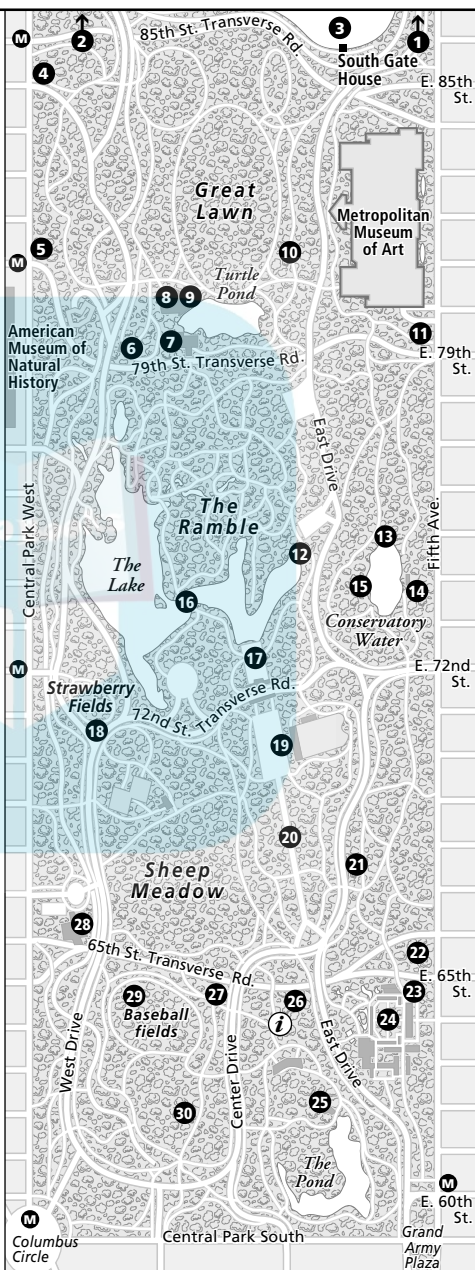 M
2
85th St. Transverse Rd.
3
1
South Gate
House
4
E. 85th
St.
Great
Lawn
Metropolitan
Museum
of Art
5
M
10
Turtle
Pond
8
9
American
Museum of
Natural
History
6
7
79th St. Transverse Rd.
11
E. 79th
St.
East Drive
Central Park West
The
Ramble
Fifth Ave.
12
13
The
Lake
15
14
16
Conservatory
Water
17
M
E. 72nd
St.
Strawberry
Fields
72nd St. Transverse Rd.
18
19
20
Sheep
Meadow
21
28
65th St. Transverse Rd.
22
E. 65th
St.
23
29
27
26
24
Baseball
fields
i
West Drive
Center Drive
East Drive
30
25
The
Pond
M
E. 60th
St.
M
Columbus
Circle
Central Park South
Grand
Army
Plaza